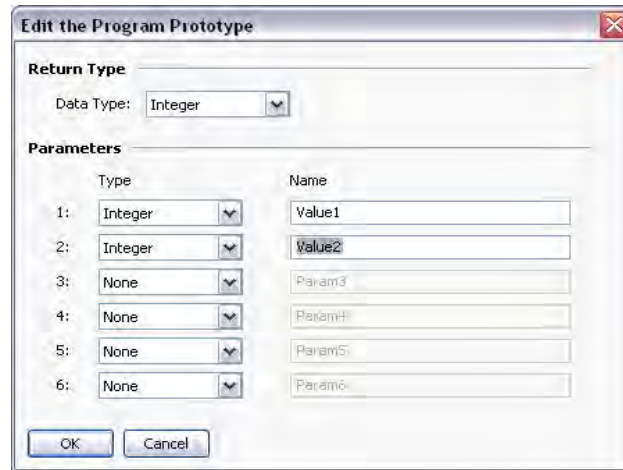 Edit the Program Prototype
Return Type
Data Type: Integer
Parameters
Type Name
1: Integer Value1
2: Integer Value2
3: None Param3
4: None Param4
5: None Param5
6: None Param6
OK Cancel